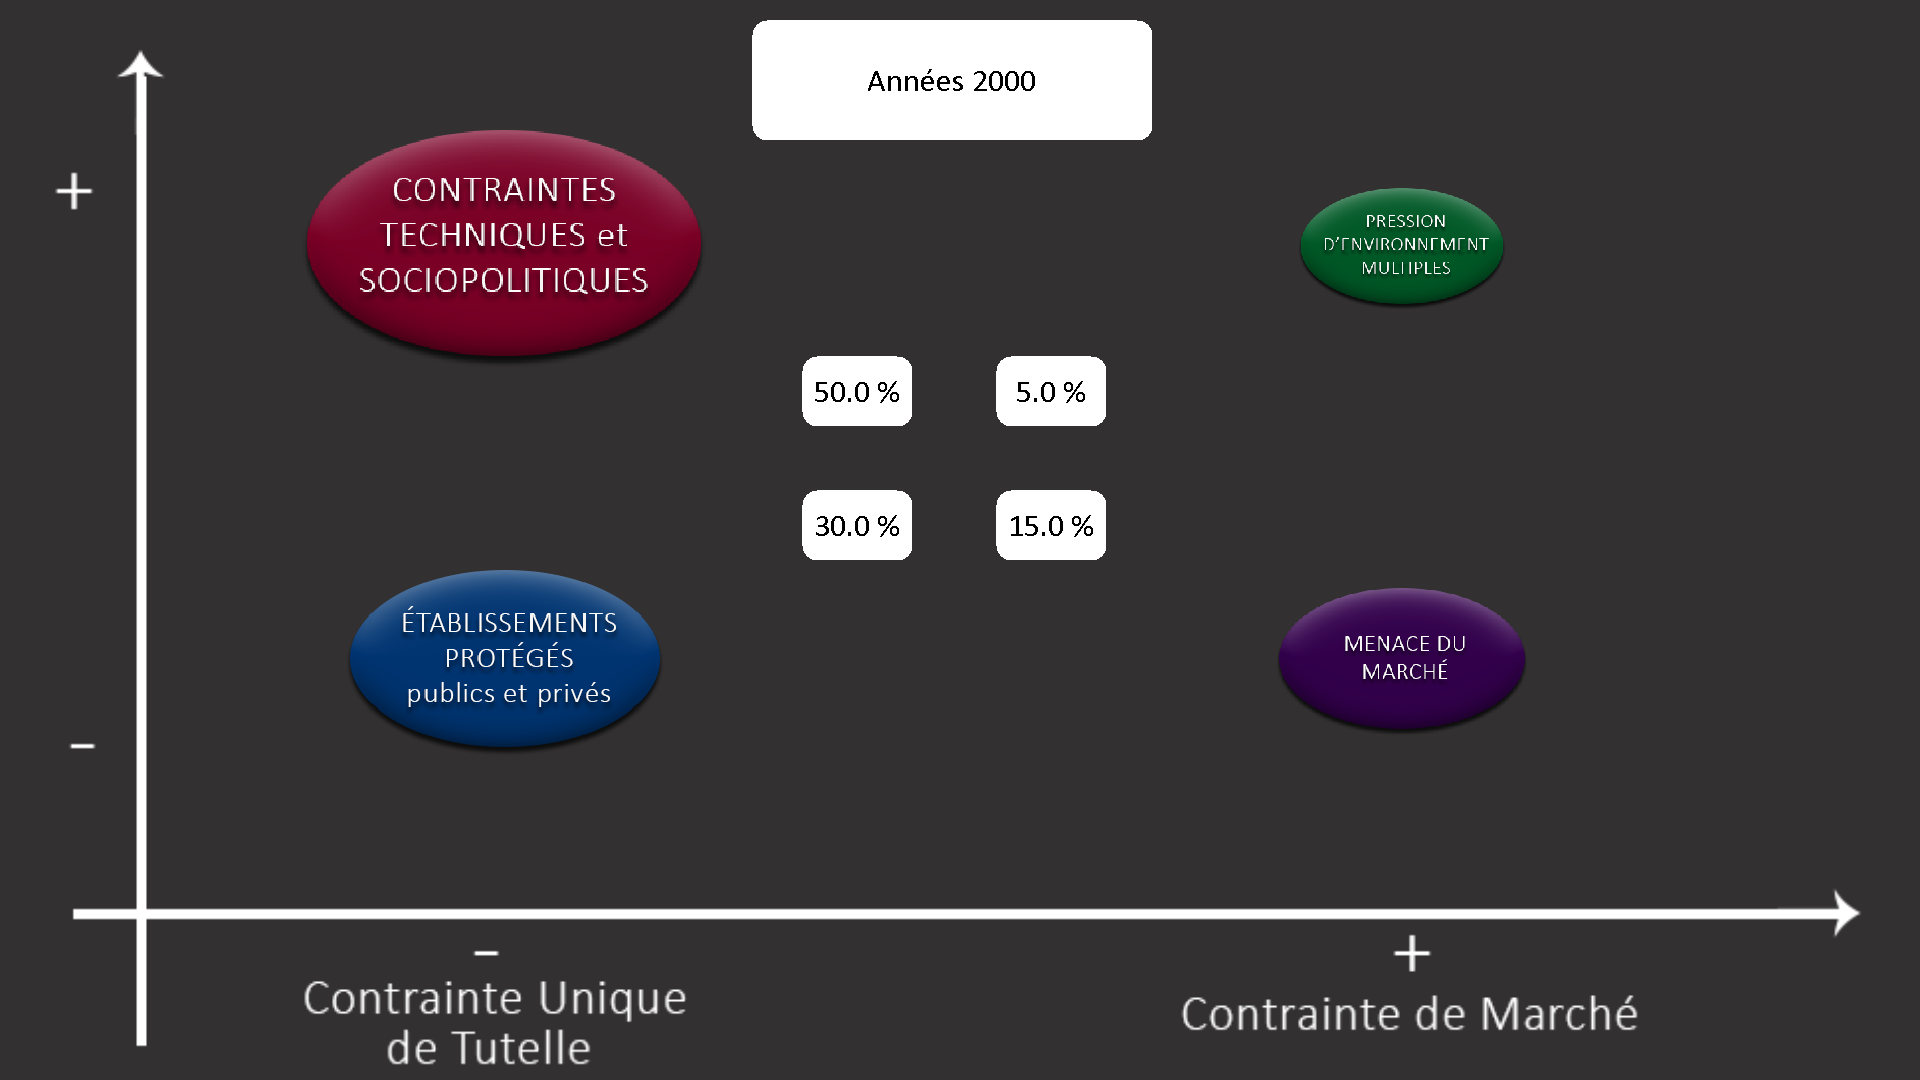 Années 2000
+
CONTRAINTES
TECHNIQUES et
SOCIOPOLITIQUES
PRESSION
D'ENVIRONNEMENT
MULTIPLES
50.0 %
5.0 %
30.0 %
15.0 %
ÉTABLISSEMENTS
PROTÉGÉS
publics et privés
MENACE DU
MARCHÉ
–
–
+
Contrainte Unique
de Tutelle
Contrainte de Marché